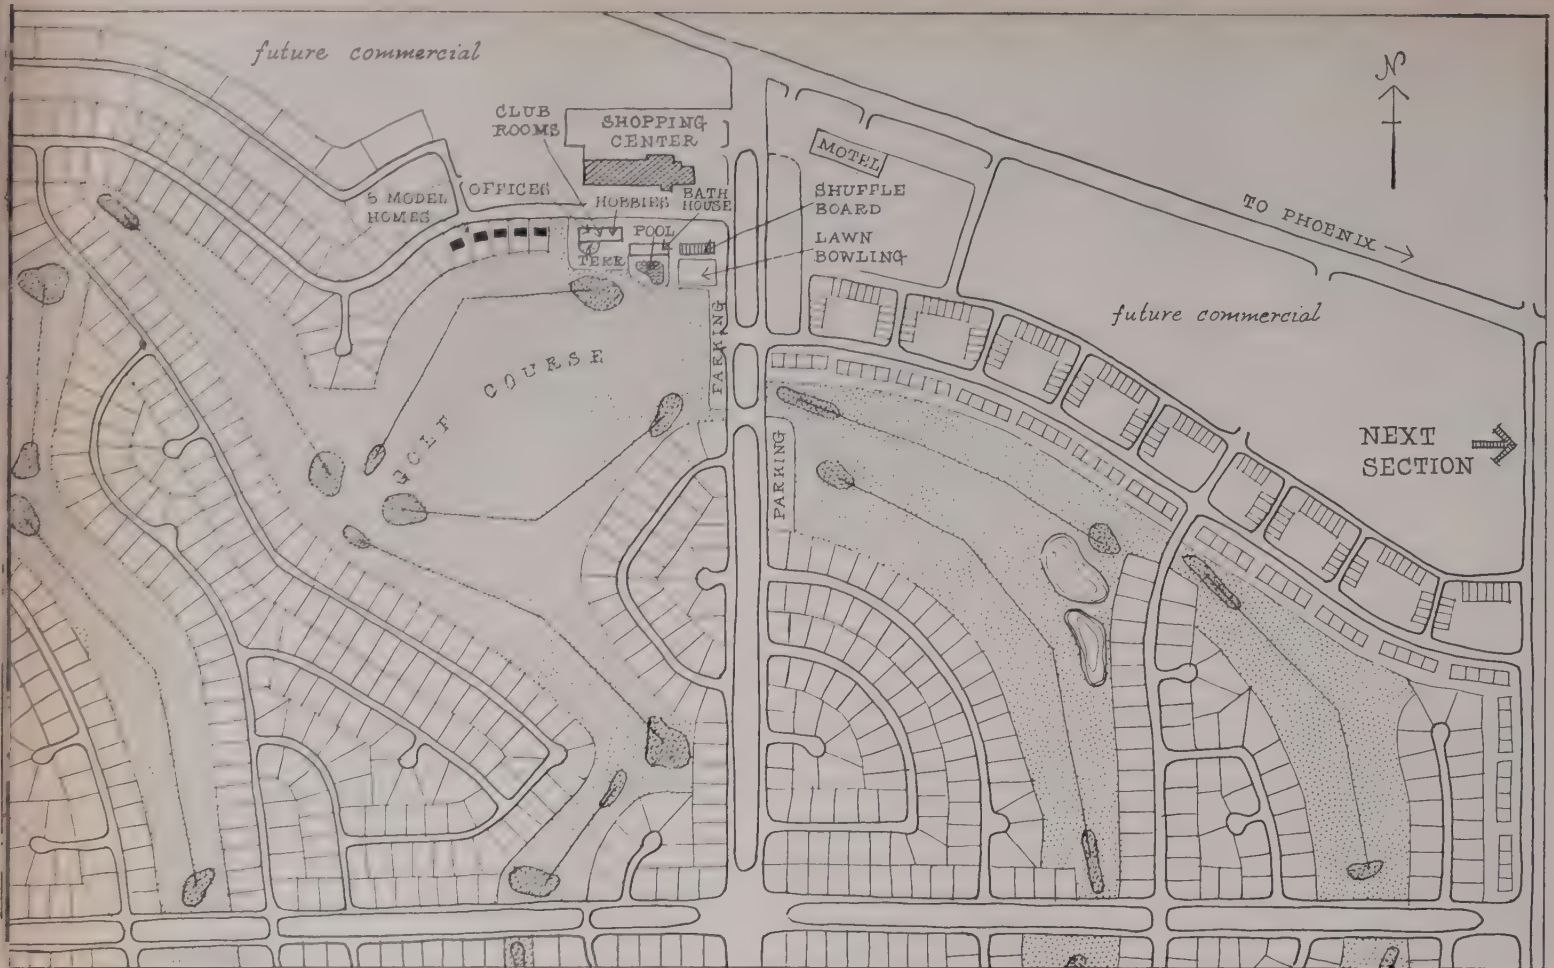 future commercial
N
CLUB
ROOMS
SHOPPING
CENTER
MOTEL
5 MODEL
HOMES
OFFICES
HOBBIES
BATH
HOUSE
POOL
TERR
SHUFFLE
BOARD
LAWN
BOWLING
TO PHOENIX
future commercial
PARKING
GOLF COURSE
PARKING
NEXT
SECTION